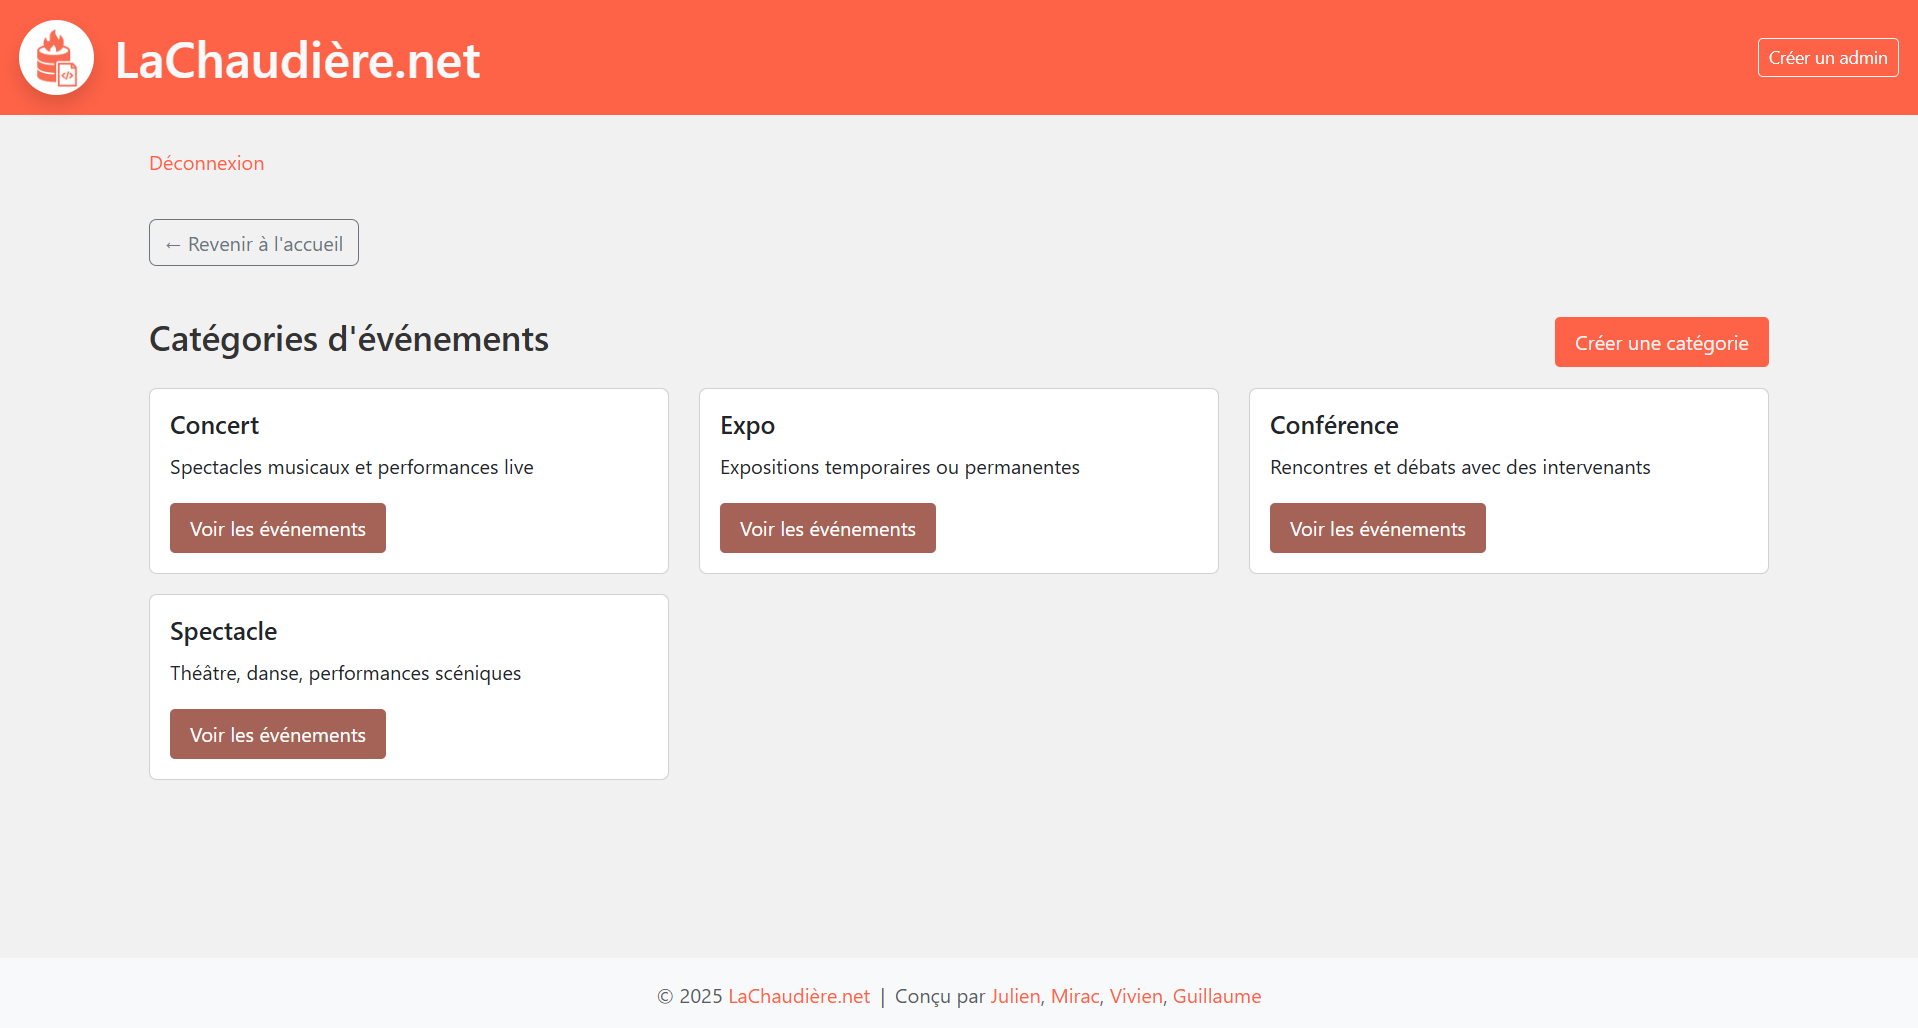 LaChaudière.net
Créer un admin
Déconnexion
← Revenir à l'accueil
Catégories d'événements
Créer une catégorie
Concert
Spectacles musicaux et performances live
Voir les événements
Expo
Expositions temporaires ou permanentes
Voir les événements
Conférence
Rencontres et débats avec des intervenants
Voir les événements
Spectacle
Théâtre, danse, performances scéniques
Voir les événements
© 2025 LaChaudière.net | Conçu par Julien, Mirac, Vivien, Guillaume